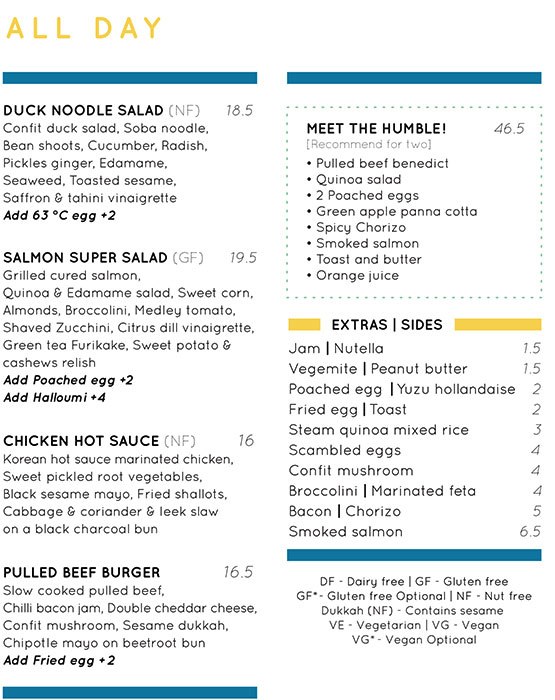 ALL DAY
DUCK NOODLE SALAD (NF) 18.5
Confit duck salad, Soba noodle,
Bean shoots, Cucumber, Radish,
Pickles ginger, Edamame,
Seaweed, Toasted sesame,
Saffron & tahini vinaigrette
Add 63 °C egg +2
SALMON SUPER SALAD (GF) 19.5
Grilled cured salmon,
Quinoa & Edamame salad, Sweet corn,
Almonds, Broccolini, Medley tomato,
Shaved Zucchini, Citrus dill vinaigrette,
Green tea Furikake, Sweet potato &
cashews relish
Add Poached egg +2
Add Halloumi +4
CHICKEN HOT SAUCE (NF) 16
Korean hot sauce marinated chicken,
Sweet pickled root vegetables,
Black sesame mayo, Fried shallots,
Cabbage & coriander & leek slaw
on a black charcoal bun
PULLED BEEF BURGER 16.5
Slow cooked pulled beef,
Chilli bacon jam, Double cheddar cheese,
Confit mushroom, Sesame dukkah,
Chipotle mayo on beetroot bun
Add Fried egg +2
MEET THE HUMBLE! 46.5
[Recommend for two]
• Pulled beef benedict
• Quinoa salad
• 2 Poached eggs
• Green apple panna cotta
• Spicy Chorizo
• Smoked salmon
• Toast and butter
• Orange juice
EXTRAS | SIDES
Jam | Nutella 1.5
Vegemite | Peanut butter 1.5
Poached egg | Yuzu hollandaise 2
Fried egg | Toast 2
Steam quinoa mixed rice 3
Scambled eggs 4
Confit mushroom 4
Broccolini | Marinated feta 4
Bacon | Chorizo 5
Smoked salmon 6.5
DF - Dairy free | GF - Gluten free
GF* - Gluten free Optional | NF - Nut free
Dukkah (NF) - Contains sesame
VE - Vegetarian | VG - Vegan
VG* - Vegan Optional